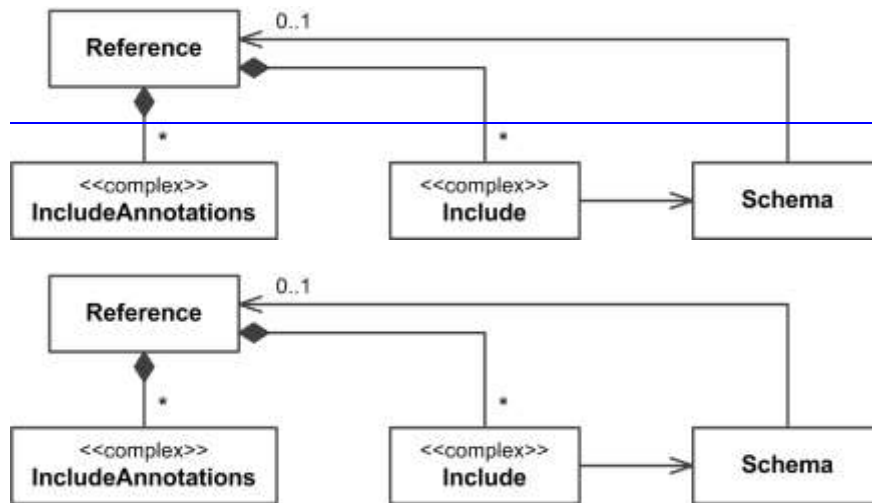 0..1
Reference
*
*
<<complex>>
<<complex>>
IncludeAnnotations
Include
Schema
0..1
Reference
*
*
<<complex>>
<<complex>>
IncludeAnnotations
Include
Schema